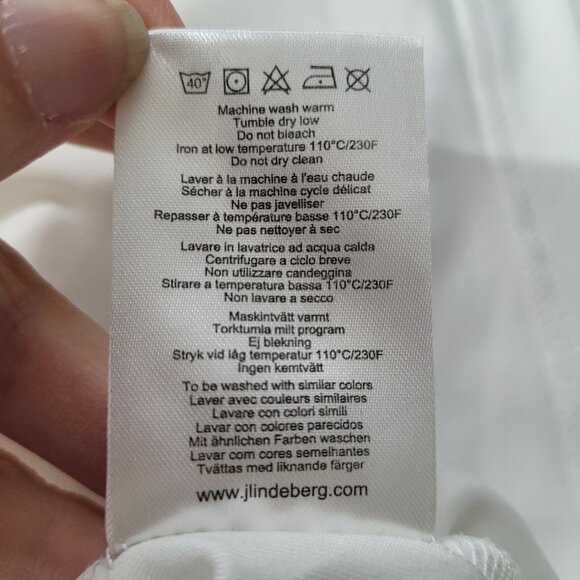 40°
Machine wash warm
Tumble dry low
Do not bleach
Iron at low temperature 110°C/230F
Do not dry clean
Laver à la machine à l'eau chaude
Sécher à la machine cycle délicat
Ne pas javelliser
Repasser à température basse 110°C/230F
Ne pas nettoyer à sec
Lavare in lavatrice ad acqua calda
Centrifugare a ciclo breve
Non utilizzare candeggina
Stirare a temperatura bassa 110°C/230F
Non lavare a secco
Maskintvätt varmt
Torktumla milt program
Ej blekning
Stryk vid låg temperatur 110°C/230F
Ingen kemtvätt
To be washed with similar colors
Laver avec couleurs similaires
Lavare con colori simili
Lavar con colores parecidos
Mit ähnlichen Farben waschen
Lavar com cores semelhantes
Tvättas med liknande färger
www.jlindeberg.com